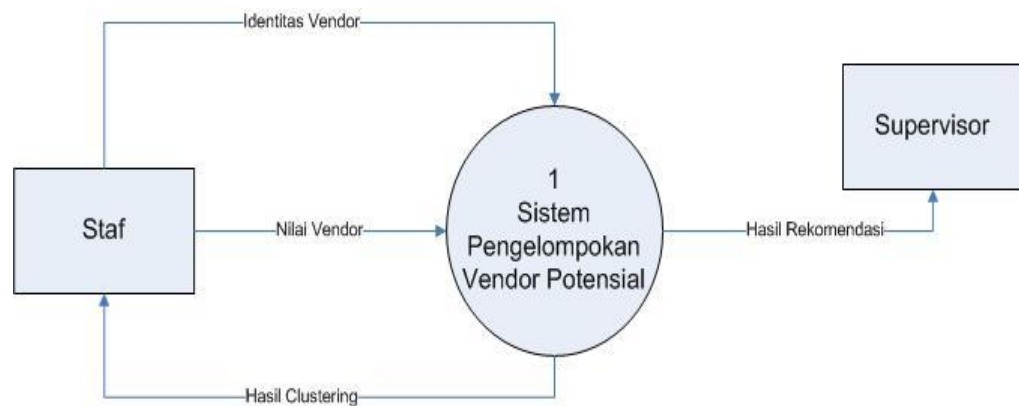 Identitas Vendor
Supervisor
1
Sistem
Pengelompokan
Vendor Potensial
Staf
Nilai Vendor
Hasil Rekomendasi
Hasil Clustering